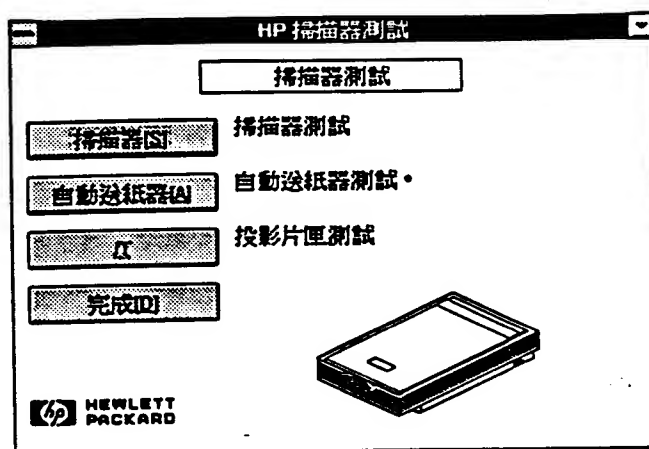 HP 掃描器測試
掃描器測試
掃描器[S]
掃描器測試
自動送紙器[A]
自動送紙器測試•
投影片匣測試
完成[D]
hp HEWLETT
PACKARD